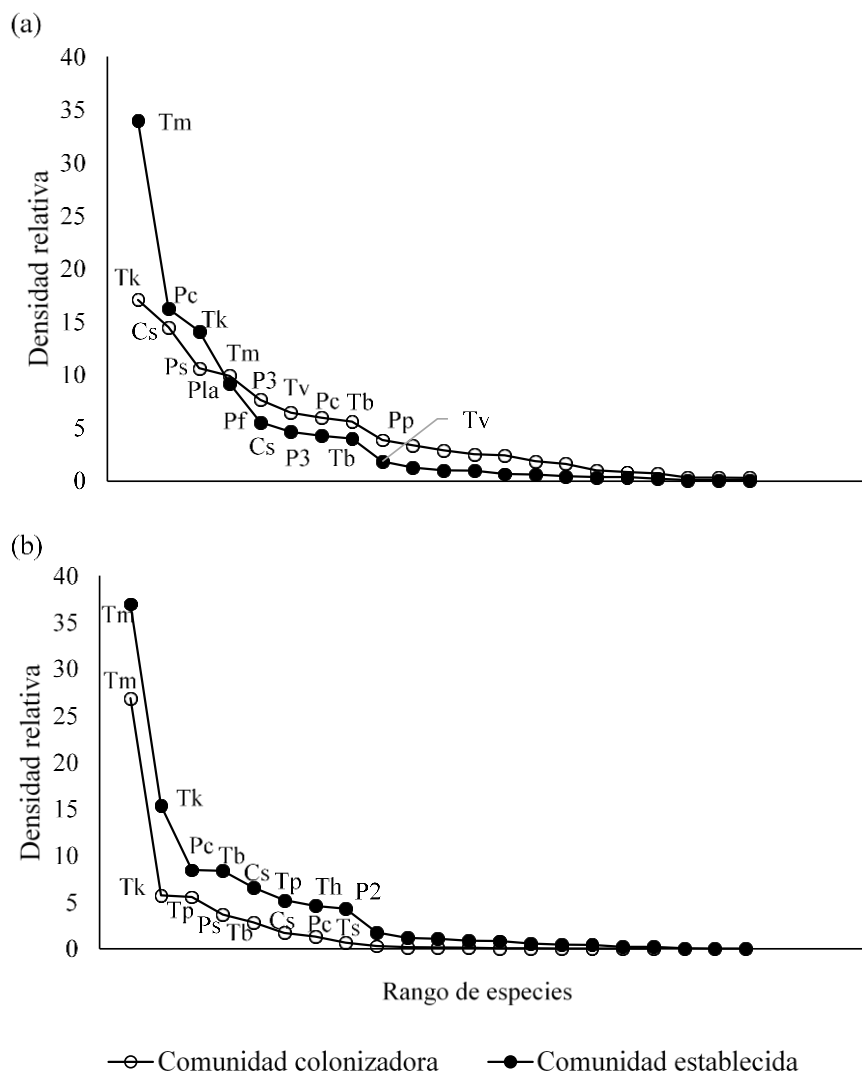 (a)
40
35
30
25
20
15
10
5
0
Densidad relativa
Tm
Tk
Pc
Cs
Tk
Ps
Tm
Pla
P3
Tv
Pc
Tb
Pp
Tv
Pf
Cs
P3
Tb
(b)
40
35
30
25
20
15
10
5
0
Densidad relativa
Tm
Tm
Tk
Pc
Tb
Cs
Tp
Th
P2
Tk
Tp
Ps
Tb
Cs
Pc
Ts
Rango de especies
Comunidad colonizadora
Comunidad establecida